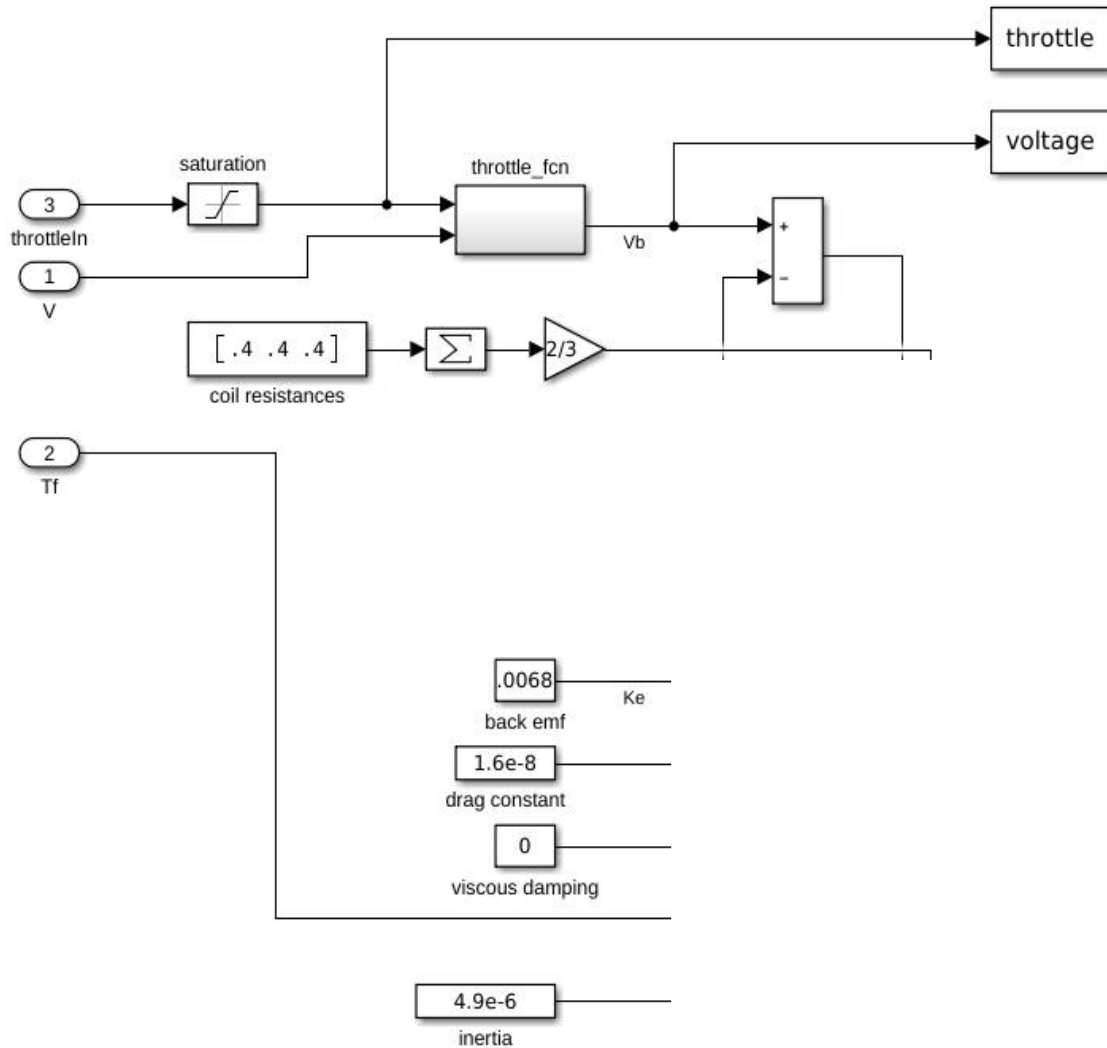 throttle
voltage
saturation
throttle_fcn
3
throttleIn
+
Vb
1
−
V
[.4 .4 .4]
∑
2/3
coil resistances
2
Tf
.0068
Ke
back emf
1.6e-8
drag constant
0
viscous damping
4.9e-6
inertia